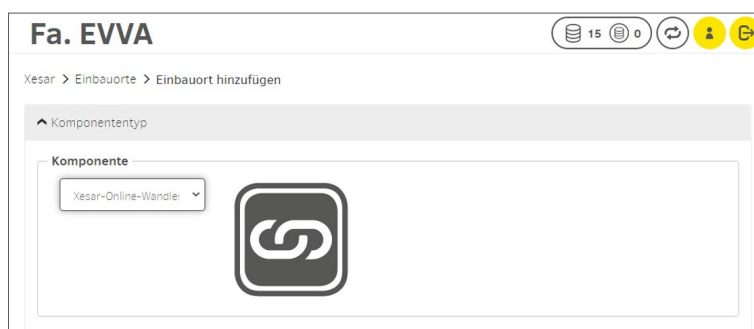 Fa. EVVA
15 0
Xesar > Einbauorte > Einbauort hinzufügen
Komponententyp
Komponente
Xesar-Online-Wandle